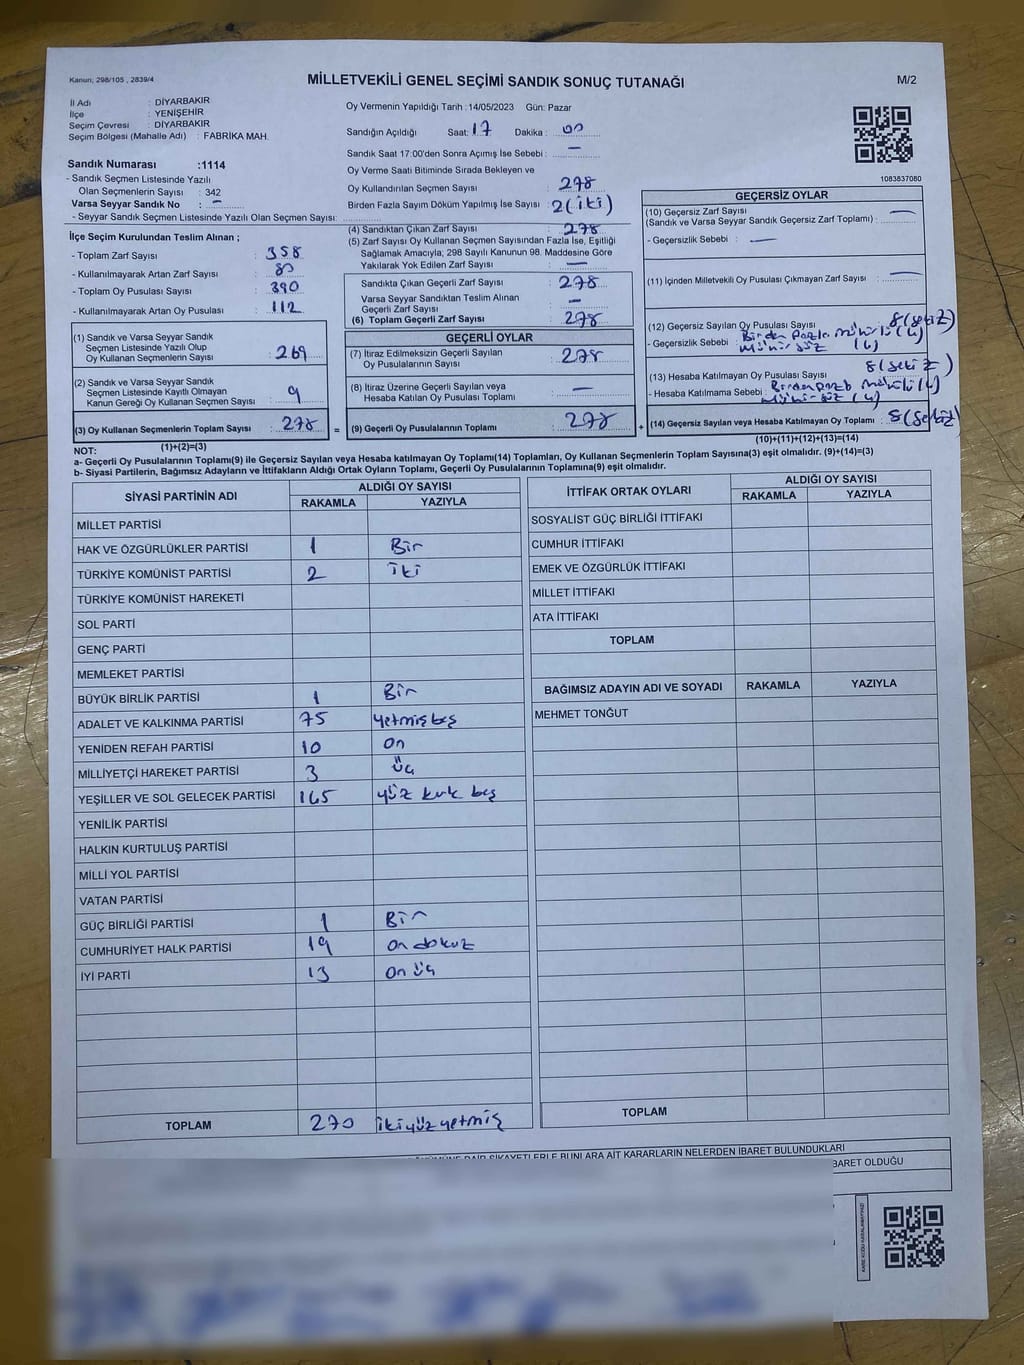 Kanun, 298/105 , 2839/4
MİLLETVEKİLİ GENEL SEÇİMİ SANDIK SONUÇ TUTANAĞI
M/2
İl Adı : DİYARBAKIR
İlçe : YENİŞEHİR
Seçim Çevresi : DİYARBAKIR
Seçim Bölgesi (Mahalle Adı) : FABRİKA MAH.
Sandık Numarası :1114
- Sandık Seçmen Listesinde Yazılı
Olan Seçmenlerin Sayısı : 342
Varsa Seyyar Sandık No : -
- Seyyar Sandık Seçmen Listesinde Yazılı Olan Seçmen Sayısı:
Oy Vermenin Yapıldığı Tarih :14/05/2023 Gün: Pazar
Sandığın Açıldığı Saat: 17 Dakika : 00
Sandık Saat 17:00'den Sonra Açımış İse Sebebi : -
Oy Verme Saati Bitiminde Sırada Bekleyen ve
Oy Kullandırılan Seçmen Sayısı : 278
Birden Fazla Sayım Döküm Yapılmış İse Sayısı : 2 (iki)
1083837080
İlçe Seçim Kurulundan Teslim Alınan ;
- Toplam Zarf Sayısı : 358
- Kullanılmayarak Artan Zarf Sayısı : 80
- Toplam Oy Pusulası Sayısı : 390
- Kullanılmayarak Artan Oy Pusulası : 112
(4) Sandıktan Çıkan Zarf Sayısı : 278
(5) Zarf Sayısı Oy Kullanan Seçmen Sayısından Fazla İse, Eşitliği
Sağlamak Amacıyla; 298 Sayılı Kanunun 98. Maddesine Göre
Yakılarak Yok Edilen Zarf Sayısı : -
Sandıkta Çıkan Geçerli Zarf Sayısı : 278
Varsa Seyyar Sandıktan Teslim Alınan
Geçerli Zarf Sayısı : -
(6) Toplam Geçerli Zarf Sayısı : 278
GEÇERSİZ OYLAR
(10) Geçersiz Zarf Sayısı
(Sandık ve Varsa Seyyar Sandık Geçersiz Zarf Toplamı) : -
- Geçersizlik Sebebi : -
(11) İçinden Milletvekili Oy Pusulası Çıkmayan Zarf Sayısı : -
(12) Geçersiz Sayılan Oy Pusulası Sayısı : 8 (sekiz)
- Geçersizlik Sebebi : Birden fazla mühürlü (4)
mühürsüz (4)
(13) Hesaba Katılmayan Oy Pusulası Sayısı : 8 (sekiz)
- Hesaba Katılmama Sebebi : Birden fazla mühürlü (4)
mühürsüz (4)
(14) Geçersiz Sayılan veya Hesaba Katılmayan Oy Toplamı : 8 (sekiz)
(10)+(11)+(12)+(13)=(14)
(1) Sandık ve Varsa Seyyar Sandık
Seçmen Listesinde Yazılı Olup
Oy Kullanan Seçmenlerin Sayısı : 269
(2) Sandık ve Varsa Seyyar Sandık
Seçmen Listesinde Kayıtlı Olmayan
Kanun Gereği Oy Kullanan Seçmen Sayısı : 9
(3) Oy Kullanan Seçmenlerin Toplam Sayısı : 278 =
(1)+(2)=(3)
GEÇERLİ OYLAR
(7) İtiraz Edilmeksizin Geçerli Sayılan
Oy Pusulalarının Sayısı : 278
(8) İtiraz Üzerine Geçerli Sayılan veya
Hesaba Katılan Oy Pusulası Toplamı : -
(9) Geçerli Oy Pusulalarının Toplamı : 278 +
NOT:
a- Geçerli Oy Pusulalarının Toplamı(9) ile Geçersiz Sayılan veya Hesaba katılmayan Oy Toplamı(14) Toplamları, Oy Kullanan Seçmenlerin Toplam Sayısına(3) eşit olmalıdır. (9)+(14)=(3)
b- Siyasi Partilerin, Bağımsız Adayların ve İttifakların Aldığı Ortak Oyların Toplamı, Geçerli Oy Pusulalarının Toplamına(9) eşit olmalıdır.
SİYASİ PARTİNİN ADI ALDIĞI OY SAYISI
RAKAMLA YAZIYLA
MİLLET PARTİSİ
HAK VE ÖZGÜRLÜKLER PARTİSİ 1 Bir
TÜRKİYE KOMÜNİST PARTİSİ 2 iki
TÜRKİYE KOMÜNİST HAREKETİ
SOL PARTİ
GENÇ PARTİ
MEMLEKET PARTİSİ
BÜYÜK BİRLİK PARTİSİ 1 Bir
ADALET VE KALKINMA PARTİSİ 75 yetmişbeş
YENİDEN REFAH PARTİSİ 10 on
MİLLİYETÇİ HAREKET PARTİSİ 3 üç
YEŞİLLER VE SOL GELECEK PARTİSİ 145 yüz kırk beş
YENİLİK PARTİSİ
HALKIN KURTULUŞ PARTİSİ
MİLLİ YOL PARTİSİ
VATAN PARTİSİ
GÜÇ BİRLİĞİ PARTİSİ 1 Bir
CUMHURİYET HALK PARTİSİ 19 on dokuz
İYİ PARTİ 13 on üç
TOPLAM 270 ikiyüzyetmiş
İTTİFAK ORTAK OYLARI ALDIĞI OY SAYISI
RAKAMLA YAZIYLA
SOSYALİST GÜÇ BİRLİĞİ İTTİFAKI
CUMHUR İTTİFAKI
EMEK VE ÖZGÜRLÜK İTTİFAKI
MİLLET İTTİFAKI
ATA İTTİFAKI
TOPLAM
BAĞIMSIZ ADAYIN ADI VE SOYADI RAKAMLA YAZIYLA
MEHMET TONĞUT
TOPLAM
ŞİKAYETLERLE BUNLARA AİT KARARLARIN NELERDEN İBARET BULUNDUKLARI
BARET OLDUĞU